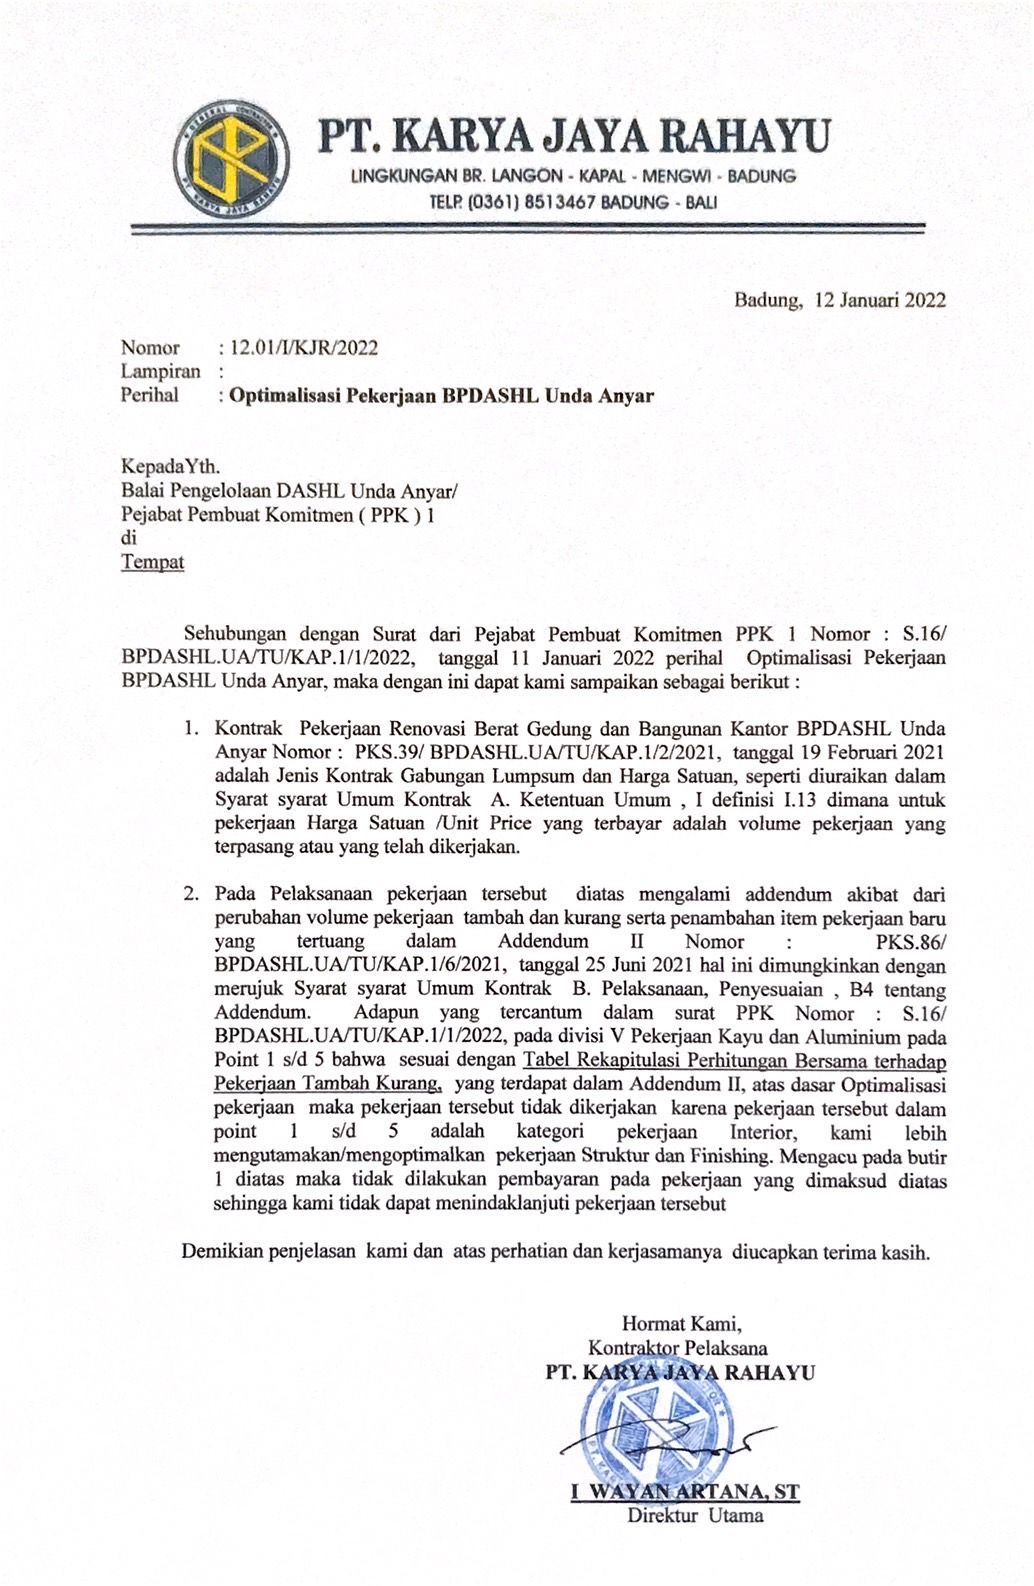 GENERAL CONTRACTOR
PT. KARYA JAYA RAHAYU
PT. KARYA JAYA RAHAYU
LINGKUNGAN BR. LANGON - KAPAL - MENGWI - BADUNG
TELP. (0361) 8513467 BADUNG - BALI
Badung, 12 Januari 2022
Nomor : 12.01/I/KJR/2022
Lampiran :
Perihal : Optimalisasi Pekerjaan BPDASHL Unda Anyar
KepadaYth.
Balai Pengelolaan DASHL Unda Anyar/
Pejabat Pembuat Komitmen ( PPK ) 1
di
Tempat
Sehubungan dengan Surat dari Pejabat Pembuat Komitmen PPK 1 Nomor : S.16/
BPDASHL.UA/TU/KAP.1/1/2022, tanggal 11 Januari 2022 perihal Optimalisasi Pekerjaan
BPDASHL Unda Anyar, maka dengan ini dapat kami sampaikan sebagai berikut :
1. Kontrak Pekerjaan Renovasi Berat Gedung dan Bangunan Kantor BPDASHL Unda
Anyar Nomor : PKS.39/ BPDASHL.UA/TU/KAP.1/2/2021, tanggal 19 Februari 2021
adalah Jenis Kontrak Gabungan Lumpsum dan Harga Satuan, seperti diuraikan dalam
Syarat syarat Umum Kontrak A. Ketentuan Umum , I definisi I.13 dimana untuk
pekerjaan Harga Satuan /Unit Price yang terbayar adalah volume pekerjaan yang
terpasang atau yang telah dikerjakan.
2. Pada Pelaksanaan pekerjaan tersebut diatas mengalami addendum akibat dari
perubahan volume pekerjaan tambah dan kurang serta penambahan item pekerjaan baru
yang tertuang dalam Addendum II Nomor : PKS.86/
BPDASHL.UA/TU/KAP.1/6/2021, tanggal 25 Juni 2021 hal ini dimungkinkan dengan
merujuk Syarat syarat Umum Kontrak B. Pelaksanaan, Penyesuaian , B4 tentang
Addendum. Adapun yang tercantum dalam surat PPK Nomor : S.16/
BPDASHL.UA/TU/KAP.1/1/2022, pada divisi V Pekerjaan Kayu dan Aluminium pada
Point 1 s/d 5 bahwa sesuai dengan Tabel Rekapitulasi Perhitungan Bersama terhadap
Pekerjaan Tambah Kurang, yang terdapat dalam Addendum II, atas dasar Optimalisasi
pekerjaan maka pekerjaan tersebut tidak dikerjakan karena pekerjaan tersebut dalam
point 1 s/d 5 adalah kategori pekerjaan Interior, kami lebih
mengutamakan/mengoptimalkan pekerjaan Struktur dan Finishing. Mengacu pada butir
1 diatas maka tidak dilakukan pembayaran pada pekerjaan yang dimaksud diatas
sehingga kami tidak dapat menindaklanjuti pekerjaan tersebut
Demikian penjelasan kami dan atas perhatian dan kerjasamanya diucapkan terima kasih.
Hormat Kami,
Kontraktor Pelaksana
PT. KARYA JAYA RAHAYU
I WAYAN ARTANA, ST
Direktur Utama